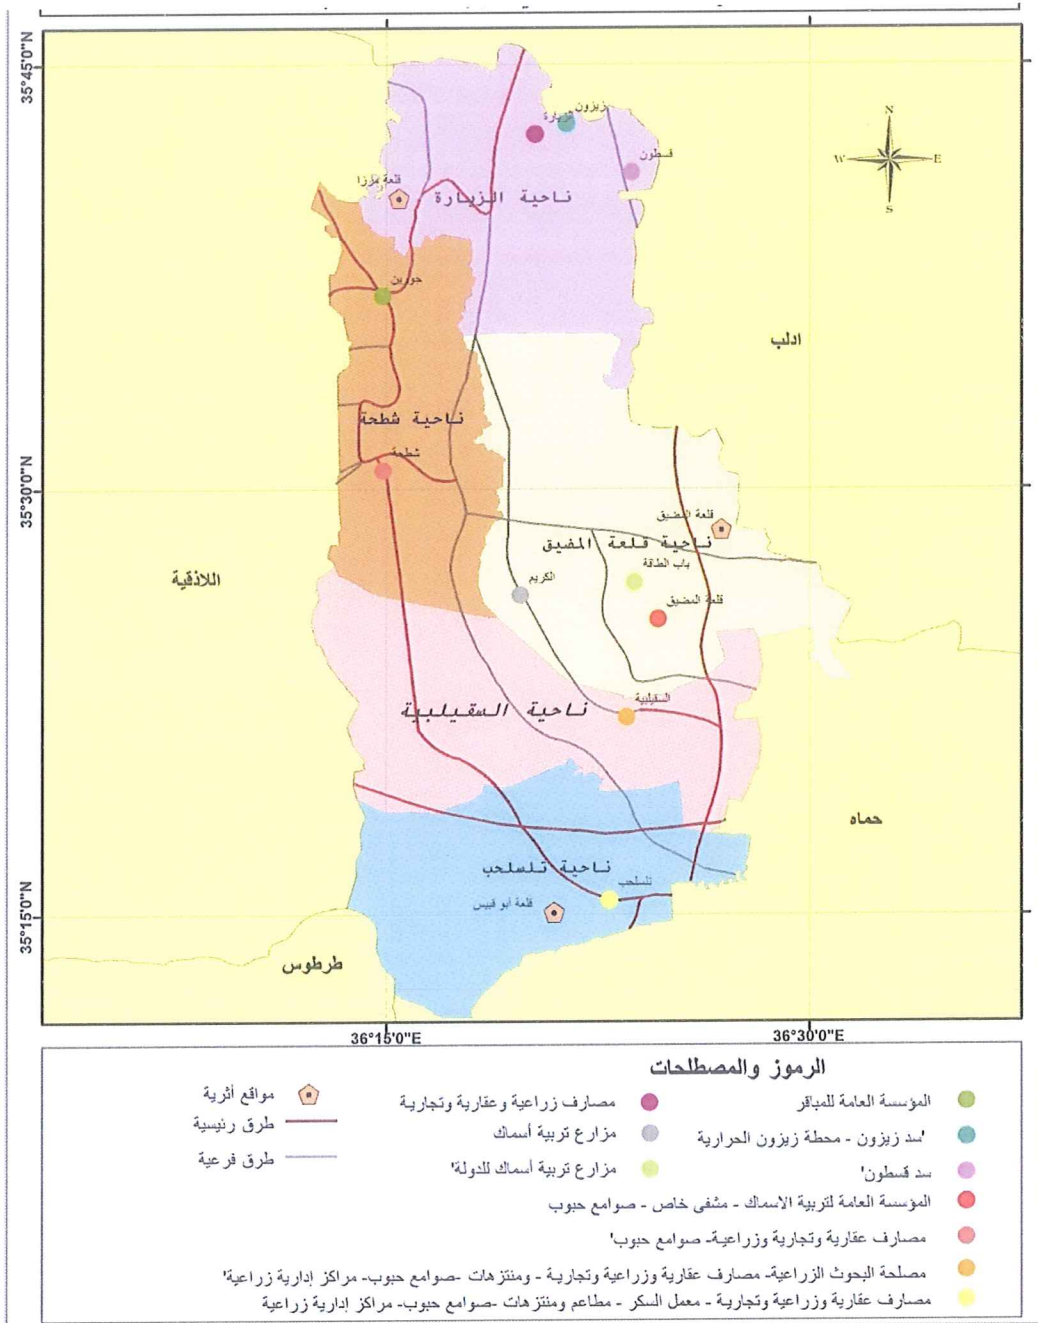 35°45'0"N
زيزون
الزيارة
قسطون
قلعة ميرزا
ناحية الزيارة
جورين
ادلب
ناحية شطحة
شطحة
35°30'0"N
قلعة المضيق
ناحية قلعة المضيق
باب الطاقة
الكريم
قلعة المضيق
اللاذقية
السقيلبية
ناحية السقيلبية
حماه
ناحية تلسلحب
تلسلحب
قلعة أبو قبيس
35°15'0"N
طرطوس
36°15'0"E
36°30'0"E
N
W
E
S
الرموز والمصطلحات
المؤسسة العامة للمباقر
سد زيزون - محطة زيزون الحرارية'
سد قسطون'
المؤسسة العامة لتربية الاسماك - مشفى خاص - صوامع حبوب
مصارف عقارية وتجارية وزراعية- صوامع حبوب'
مصلحة البحوث الزراعية- مصارف عقارية وزراعية وتجارية - ومنتزهات -صوامع حبوب- مراكز إدارية زراعية'
مصارف عقارية وزراعية وتجارية - معمل السكر - مطاعم ومنتزهات -صوامع حبوب- مراكز إدارية زراعية
مصارف زراعية وعقارية وتجارية
مزارع تربية أسماك
مزارع تربية أسماك للدولة'
مواقع أثرية
طرق رئيسية
طرق فرعية